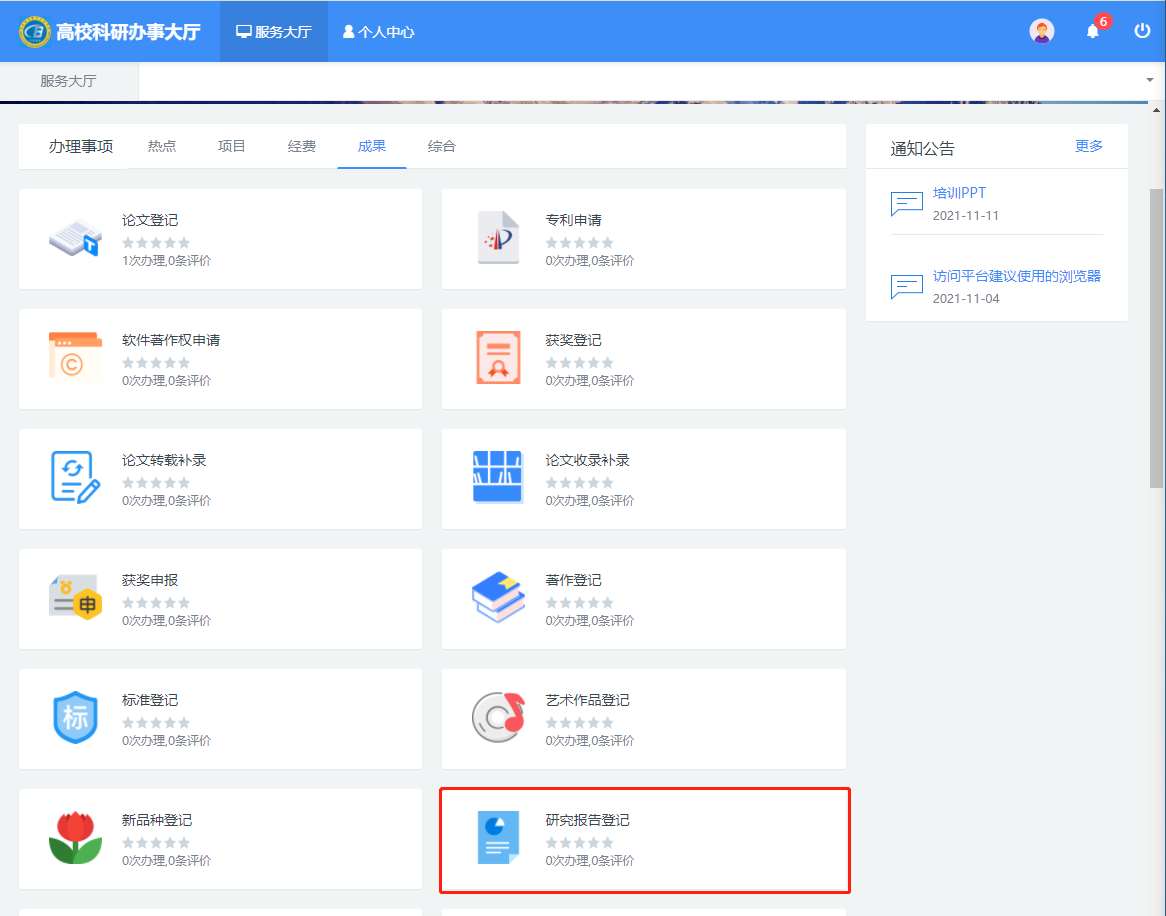 高校科研办事大厅
服务大厅
个人中心
6
服务大厅
办理事项
热点
项目
经费
成果
综合
通知公告
更多
论文登记
1次办理,0条评价
专利申请
0次办理,0条评价
培训PPT
2021-11-11
访问平台建议使用的浏览器
2021-11-04
软件著作权申请
0次办理,0条评价
获奖登记
0次办理,0条评价
论文转载补录
0次办理,0条评价
论文收录补录
0次办理,0条评价
申
获奖申报
0次办理,0条评价
著作登记
0次办理,0条评价
标
标准登记
0次办理,0条评价
艺术作品登记
0次办理,0条评价
新品种登记
0次办理,0条评价
研究报告登记
0次办理,0条评价